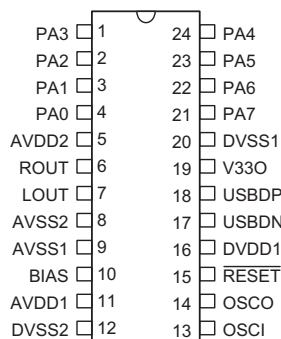 PA3 1 24 PA4
PA2 2 23 PA5
PA1 3 22 PA6
PA0 4 21 PA7
AVDD2 5 20 DVSS1
ROUT 6 19 V33O
LOUT 7 18 USBDP
AVSS2 8 17 USBDN
AVSS1 9 16 DVDD1
BIAS 10 15 RESET
AVDD1 11 14 OSCO
DVSS2 12 13 OSCI